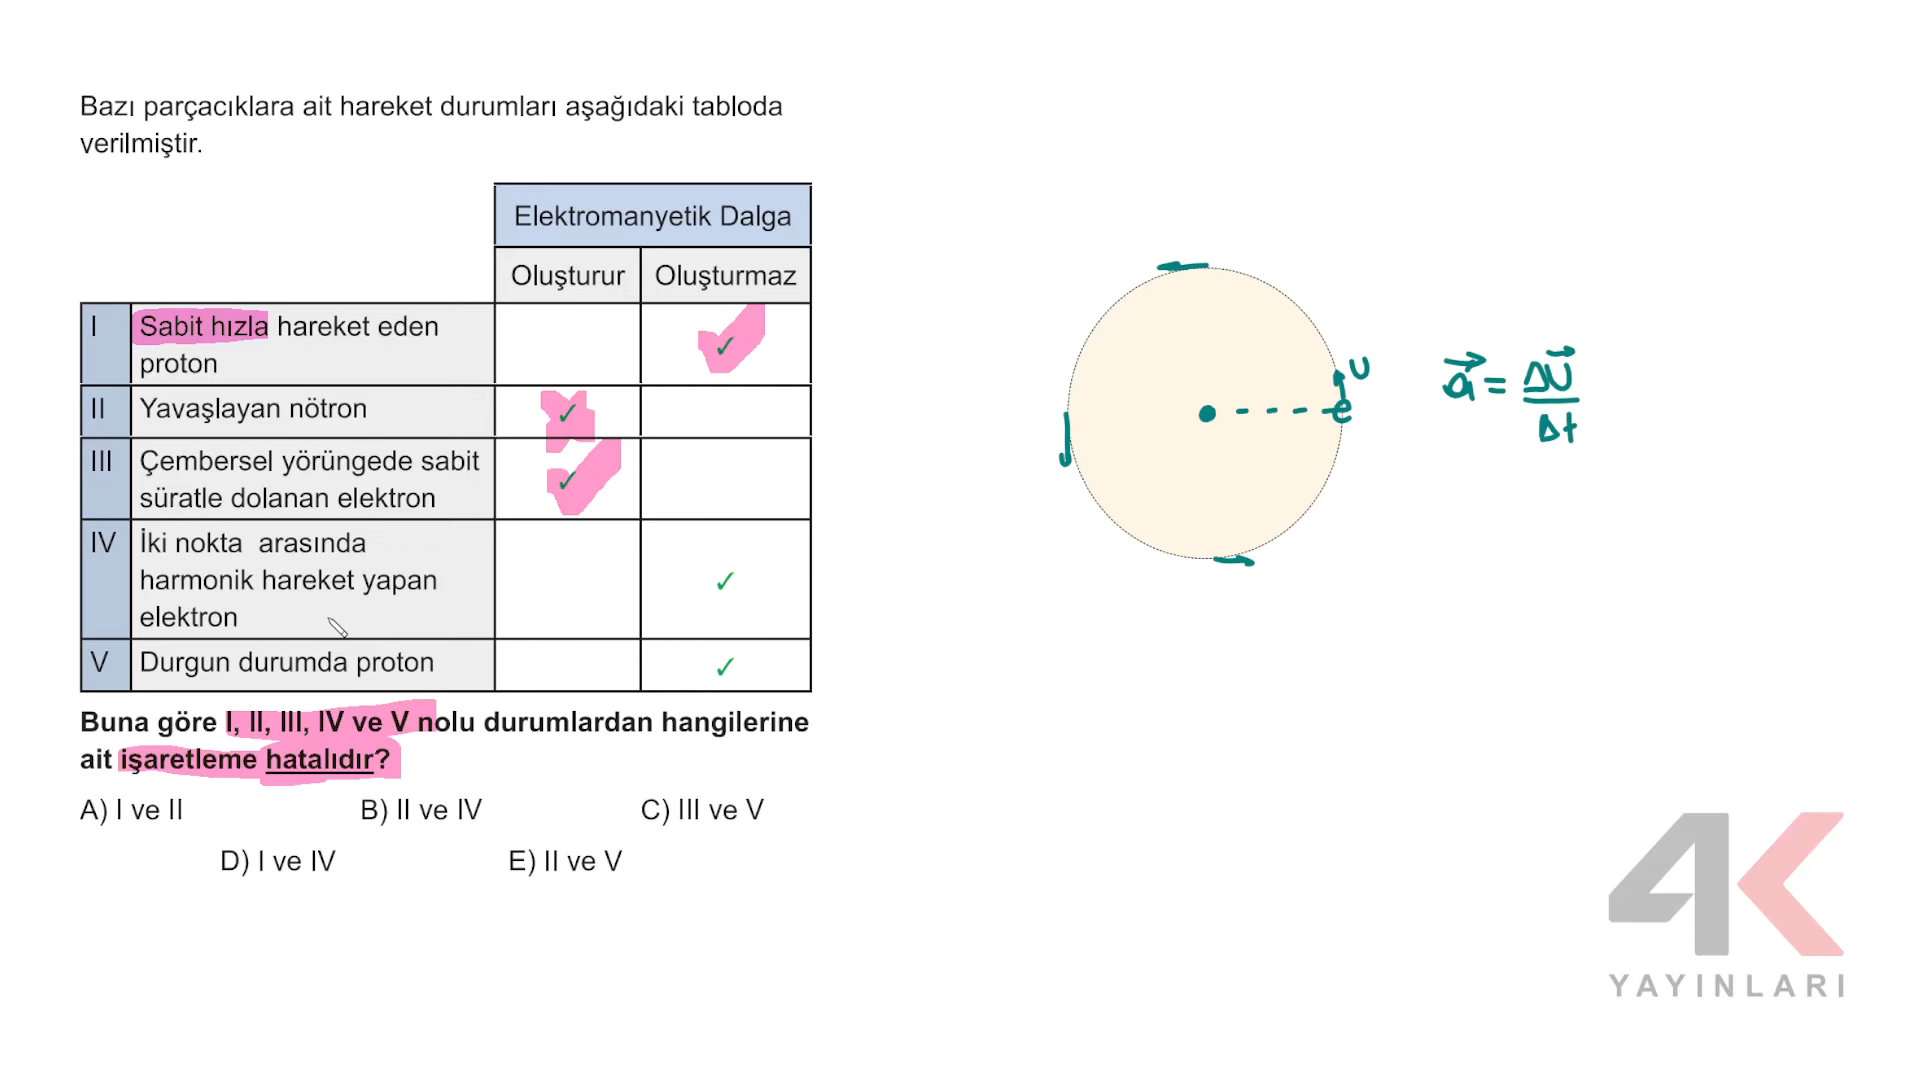 Bazı parçacıklara ait hareket durumları aşağıdaki tabloda
verilmiştir.
Elektromanyetik Dalga
Oluşturur Oluşturmaz
I Sabit hızla hareket eden
proton ✓
II Yavaşlayan nötron ✓
III Çembersel yörüngede sabit
süratle dolanan elektron ✓
IV İki nokta arasında
harmonik hareket yapan ✓
elektron
V Durgun durumda proton ✓
Buna göre I, II, III, IV ve V nolu durumlardan hangilerine
ait işaretleme hatalıdır?
A) I ve II B) II ve IV C) III ve V
D) I ve IV E) II ve V
υ
e
a = Δυ
Δt
4K
YAYINLARI